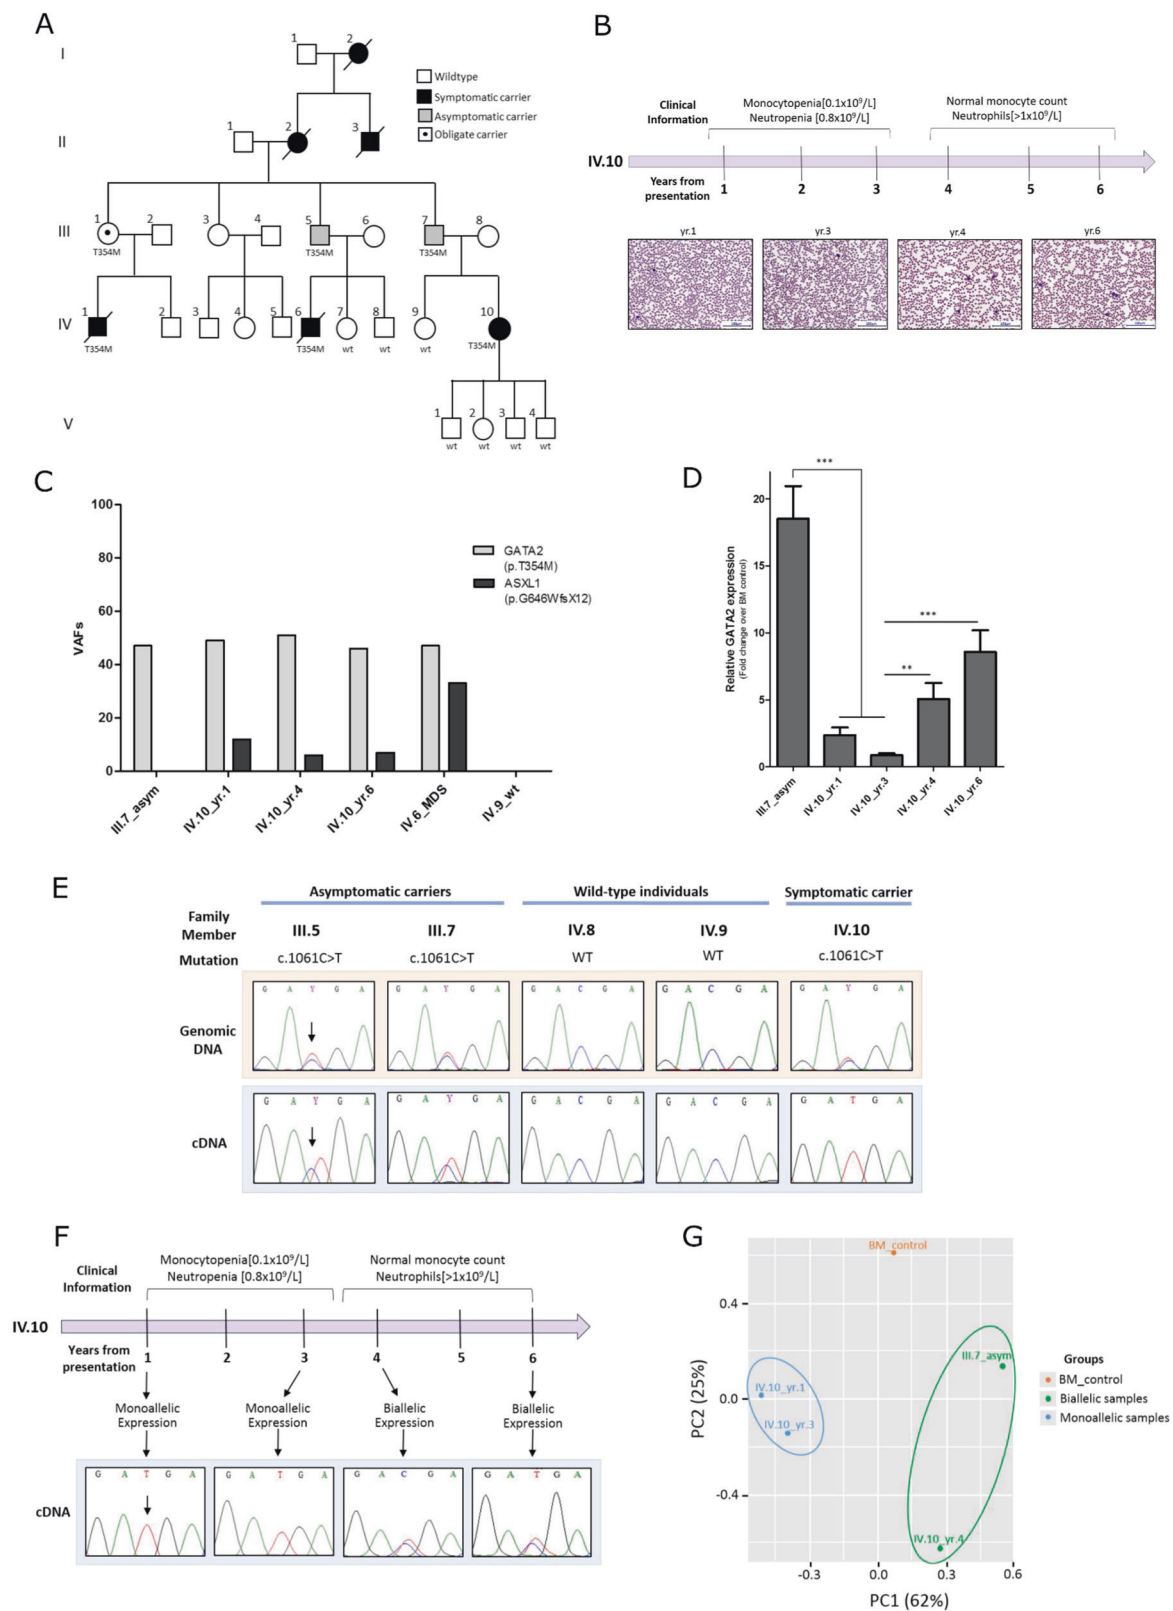 A
I
1
2
Wildtype
Symptomatic carrier
Asymptomatic carrier
Obligate carrier
II
1
2
3
III
1
2
3
4
5
6
7
8
T354M
T354M
T354M
IV
1
2
3
4
5
6
7
8
9
10
T354M
T354M
wt
wt
wt
T354M
V
1
2
3
4
wt
wt
wt
wt
B
Clinical
Information
Monocytopenia[0.1x10⁹/L]
Neutropenia [0.8x10⁹/L]
Normal monocyte count
Neutrophils[>1x10⁹/L]
IV.10
Years from
presentation
1
2
3
4
5
6
yr.1
yr.3
yr.4
yr.6
C
VAFs
100
80
60
40
20
0
GATA2
(p.T354M)
ASXL1
(p.G646WfsX12)
III.7_asym
IV.10_yr.1
IV.10_yr.4
IV.10_yr.6
IV.6_MDS
IV.9_wt
D
Relative GATA2 expression
(Fold change over BM control)
20
15
10
5
0
***
***
**
III.7_asym
IV.10_yr.1
IV.10_yr.3
IV.10_yr.4
IV.10_yr.6
E
Asymptomatic carriers
Wild-type individuals
Symptomatic carrier
Family
Member
III.5
III.7
IV.8
IV.9
IV.10
Mutation
c.1061C>T
c.1061C>T
WT
WT
c.1061C>T
Genomic
DNA
G A Y G A
G A Y G A
G A C G A
G A C G A
G A Y G A
cDNA
G A Y G A
G A Y G A
G A C G A
G A C G A
G A T G A
F
Clinical
Information
Monocytopenia[0.1x10⁹/L]
Neutropenia [0.8x10⁹/L]
Normal monocyte count
Neutrophils[>1x10⁹/L]
IV.10
Years from
presentation
1
2
3
4
5
6
Monoallelic
Expression
Monoallelic
Expression
Biallelic
Expression
Biallelic
Expression
cDNA
G A T G A
G A T G A
G A C G A
G A T G A
G
PC2 (25%)
0.4
0.0
-0.4
BM_control
III.7_asym
IV.10_yr.1
IV.10_yr.3
IV.10_yr.4
-0.3
0.0
0.3
0.6
PC1 (62%)
Groups
BM_control
Biallelic samples
Monoallelic samples